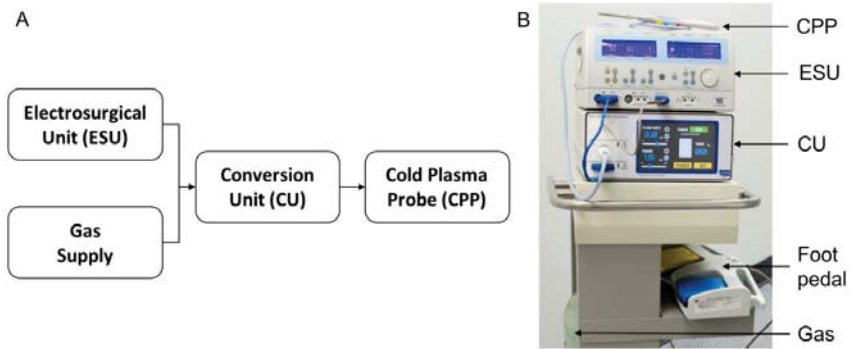 A
Electrosurgical
Unit (ESU)
Gas
Supply
Conversion
Unit (CU)
Cold Plasma
Probe (CPP)
B
CPP
ESU
CU
Foot
pedal
Gas